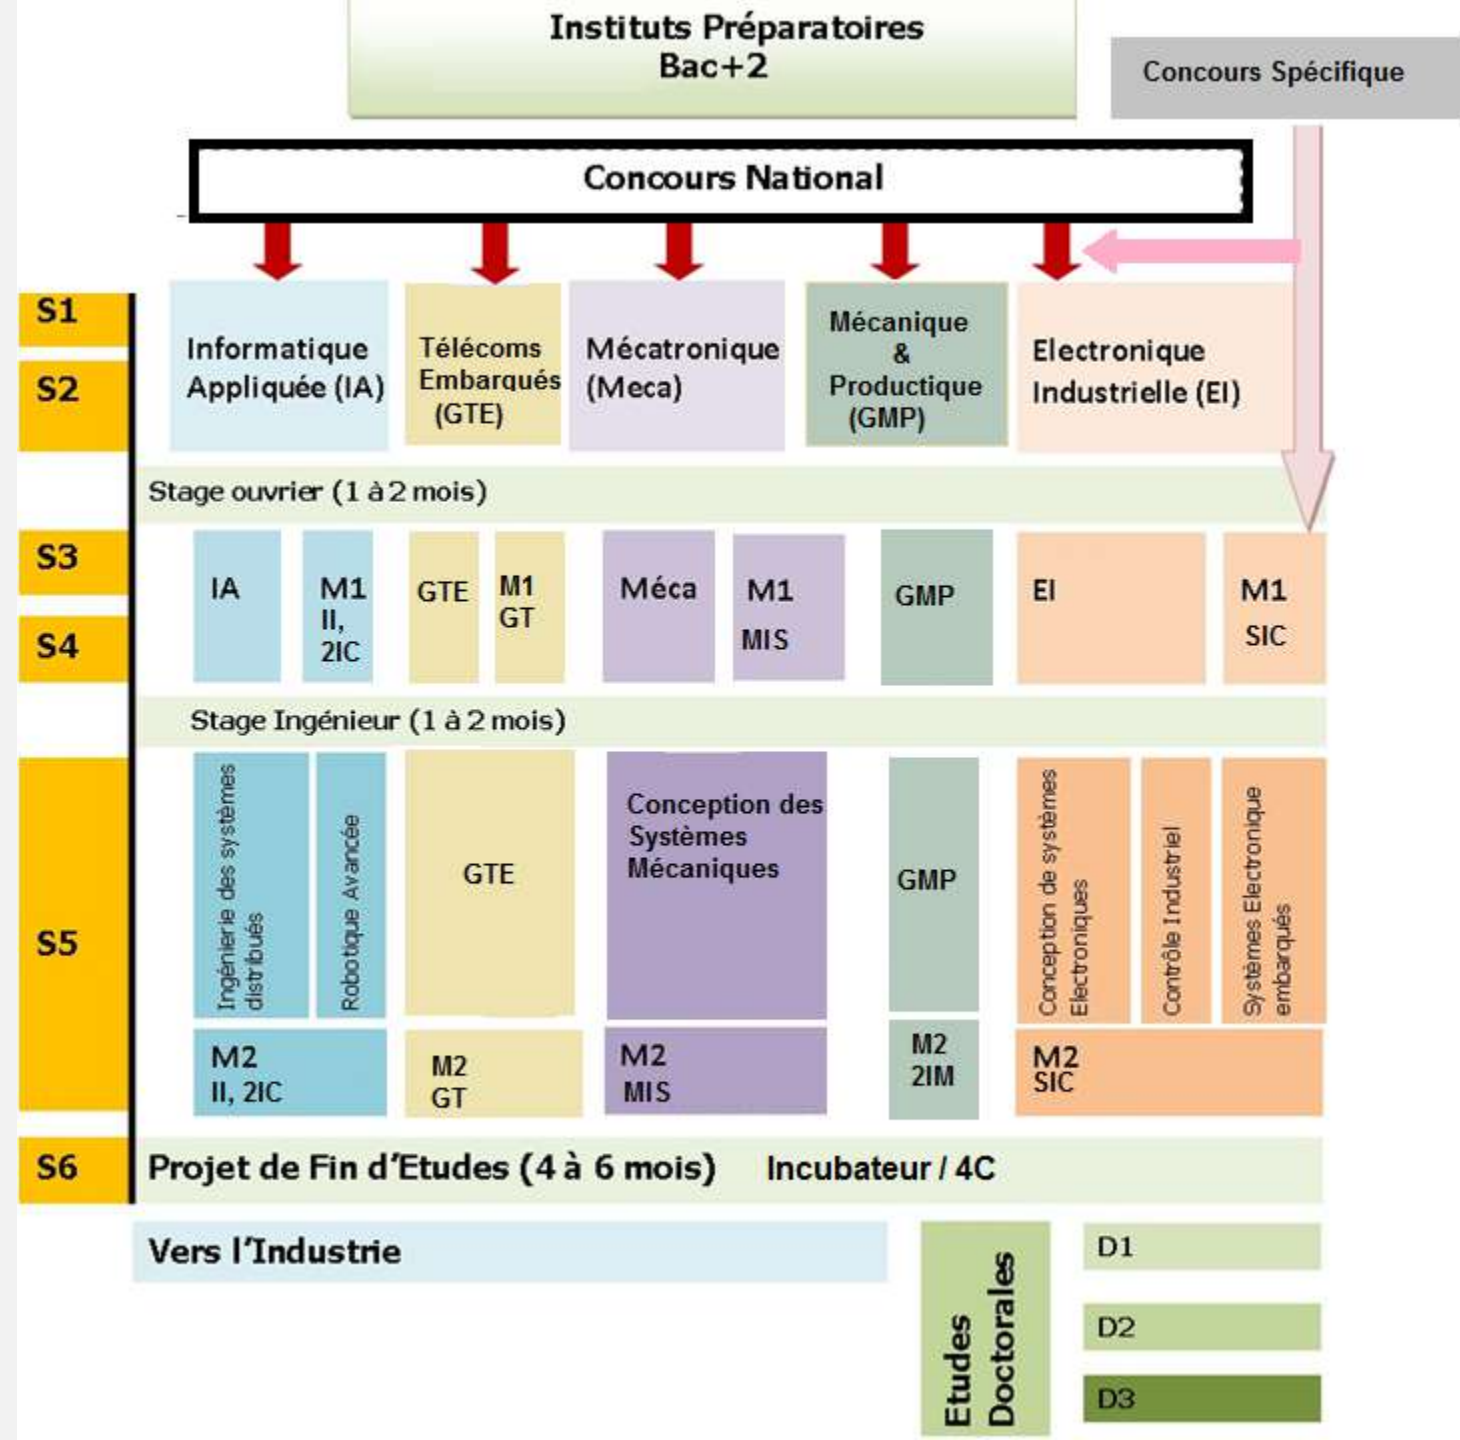 Instituts Préparatoires
Bac+2
Concours Spécifique
Concours National
S1
S2
Informatique
Appliquée (IA)
Télécoms
Embarqués
(GTE)
Mécatronique
(Meca)
Mécanique
&
Productique
(GMP)
Electronique
Industrielle (EI)
Stage ouvrier (1 à 2 mois)
S3
S4
IA
M1
II,
2IC
GTE
M1
GT
Méca
M1
MIS
GMP
EI
M1
SIC
Stage Ingénieur (1 à 2 mois)
S5
Ingénierie des systèmes
distribués
Robotique Avancée
GTE
Conception des
Systèmes
Mécaniques
GMP
Conception de systèmes
Electroniques
Contrôle Industriel
Systèmes Electronique
embarqués
M2
II, 2IC
M2
GT
M2
MIS
M2
2IM
M2
SIC
S6
Projet de Fin d'Etudes (4 à 6 mois) Incubateur / 4C
Vers l'Industrie
Etudes
Doctorales
D1
D2
D3